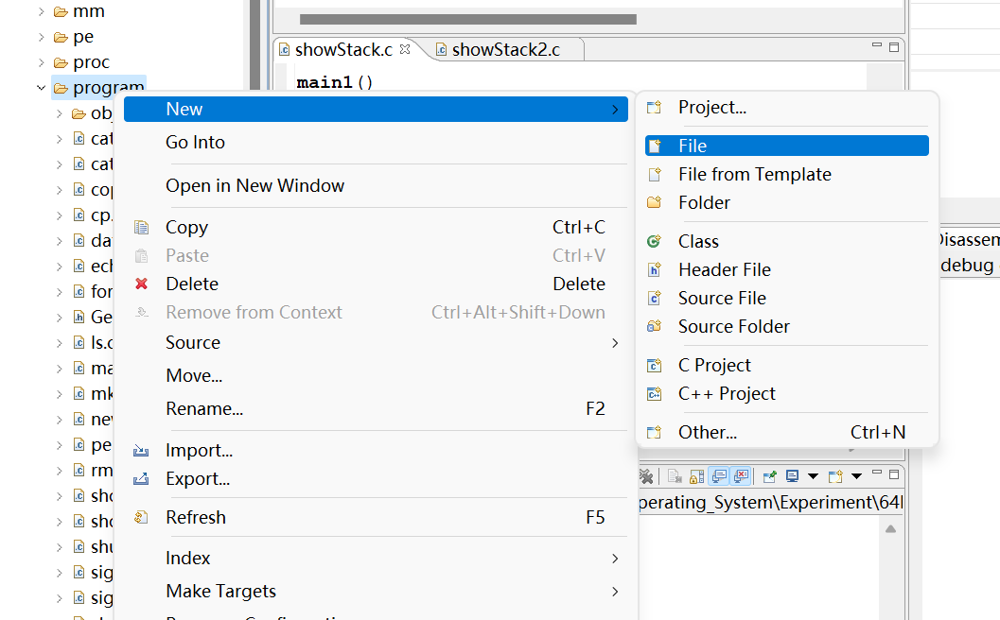 mm
pe
proc
program
ob
cat
cat
cop
cp.
da
ech
for
Ge
ls.c
ma
mk
nev
pe
rm
sho
sho
shu
sig
sig
showStack.c
showStack2.c
main1()
New
Go Into
Open in New Window
Copy Ctrl+C
Paste Ctrl+V
Delete Delete
Remove from Context Ctrl+Alt+Shift+Down
Source
Move...
Rename... F2
Import...
Export...
Refresh F5
Index
Make Targets
Project...
File
File from Template
Folder
Class
Header File
Source File
Source Folder
C Project
C++ Project
Other... Ctrl+N
Disassem
debug
perating_System\Experiment\64